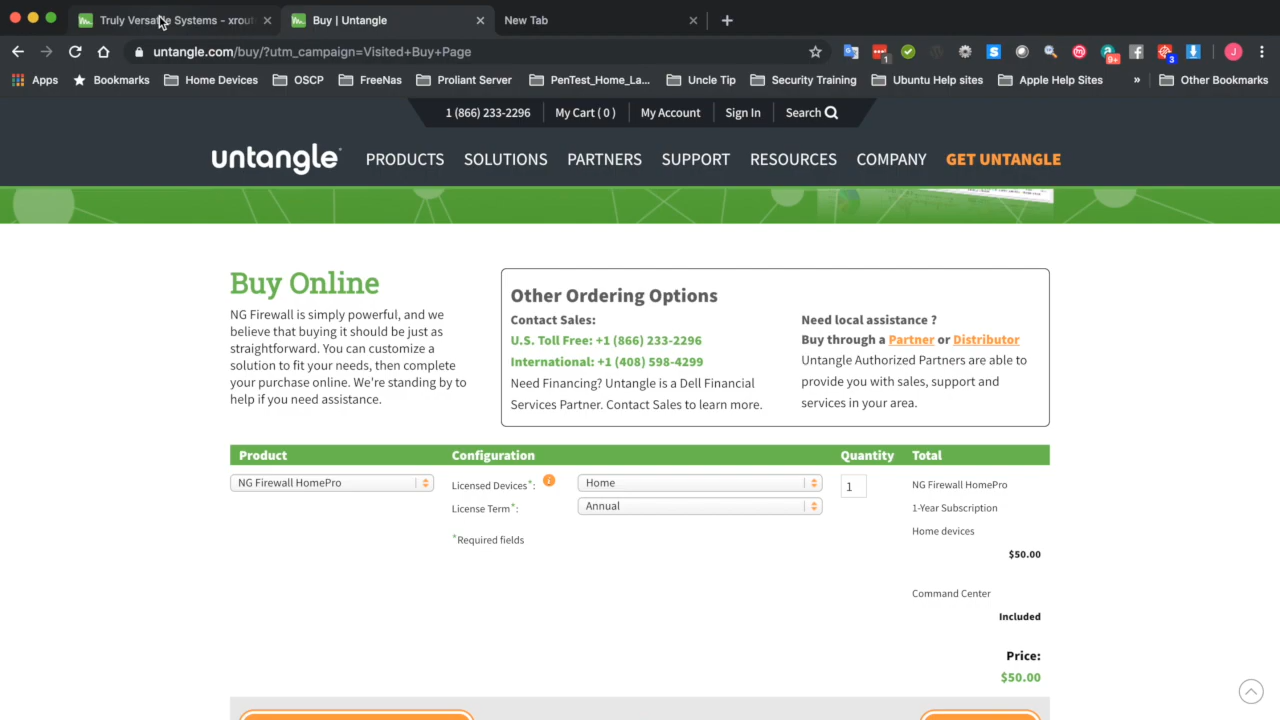 Truly Versatile Systems - xrout
Buy | Untangle
New Tab
untangle.com/buy/?utm_campaign=Visited+Buy+Page
1
9+
3
J
Apps
Bookmarks
Home Devices
OSCP
FreeNas
Proliant Server
PenTest_Home_La...
Uncle Tip
Security Training
Ubuntu Help sites
Apple Help Sites
»
Other Bookmarks
1 (866) 233-2296
My Cart ( 0 )
My Account
Sign In
Search
untangle
PRODUCTS
SOLUTIONS
PARTNERS
SUPPORT
RESOURCES
COMPANY
GET UNTANGLE
Buy Online
NG Firewall is simply powerful, and we
believe that buying it should be just as
straightforward. You can customize a
solution to fit your needs, then complete
your purchase online. We're standing by to
help if you need assistance.
Other Ordering Options
Contact Sales:
U.S. Toll Free: +1 (866) 233-2296
International: +1 (408) 598-4299
Need Financing? Untangle is a Dell Financial
Services Partner. Contact Sales to learn more.
Need local assistance ?
Buy through a Partner or Distributor
Untangle Authorized Partners are able to
provide you with sales, support and
services in your area.
Product
Configuration
Quantity
Total
NG Firewall HomePro
Licensed Devices*:
Home
1
NG Firewall HomePro
License Term*:
Annual
1-Year Subscription
Home devices
*Required fields
$50.00
Command Center
Included
Price:
$50.00